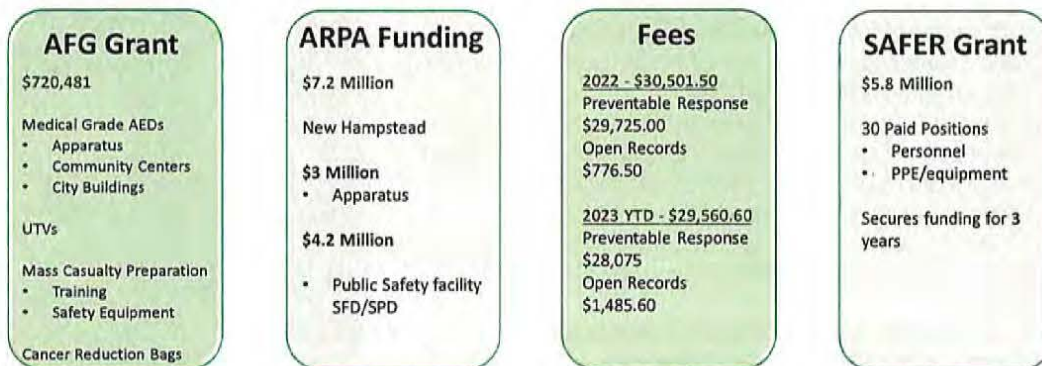 AFG Grant
$720,481
Medical Grade AEDs
• Apparatus
• Community Centers
• City Buildings
UTVs
Mass Casualty Preparation
• Training
• Safety Equipment
Cancer Reduction Bags
ARPA Funding
$7.2 Million
New Hampstead
$3 Million
• Apparatus
$4.2 Million
• Public Safety facility
SFD/SPD
Fees
2022 - $30,501.50
Preventable Response
$29,725.00
Open Records
$776.50
2023 YTD - $29,560.60
Preventable Response
$28,075
Open Records
$1,485.60
SAFER Grant
$5.8 Million
30 Paid Positions
• Personnel
• PPE/equipment
Secures funding for 3
years